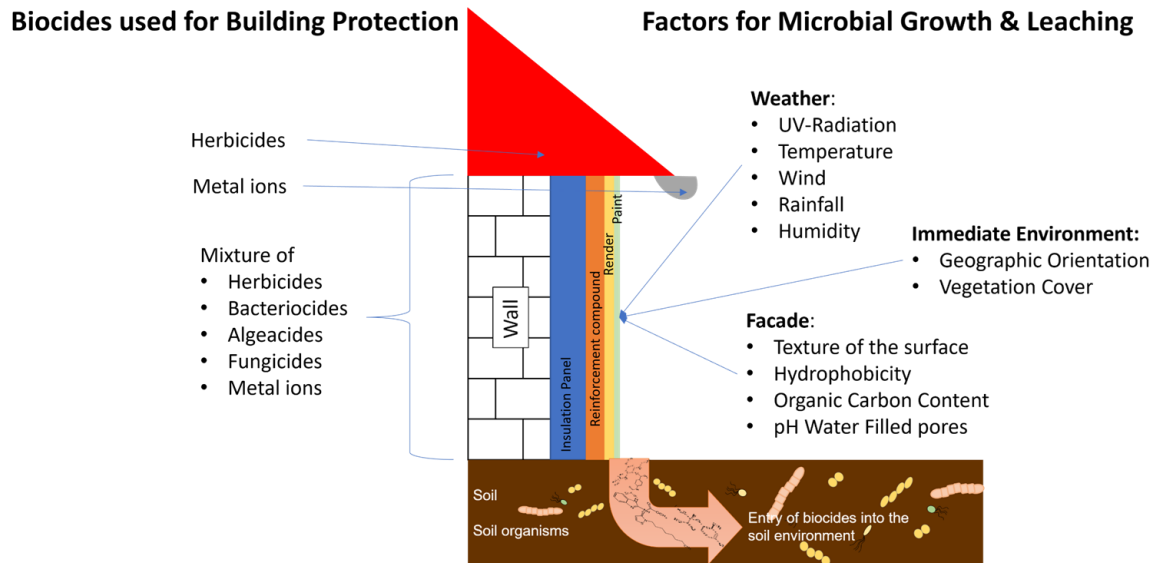 Biocides used for Building Protection
Factors for Microbial Growth & Leaching
Herbicides
Metal ions
Mixture of
• Herbicides
• Bacteriocides
• Algeacides
• Fungicides
• Metal ions
Wall
Insulation Panel
Reinforcement compound
Render
Paint
Weather:
• UV-Radiation
• Temperature
• Wind
• Rainfall
• Humidity
Immediate Environment:
• Geographic Orientation
• Vegetation Cover
Facade:
• Texture of the surface
• Hydrophobicity
• Organic Carbon Content
• pH Water Filled pores
Soil
Soil organisms
Entry of biocides into the
soil environment